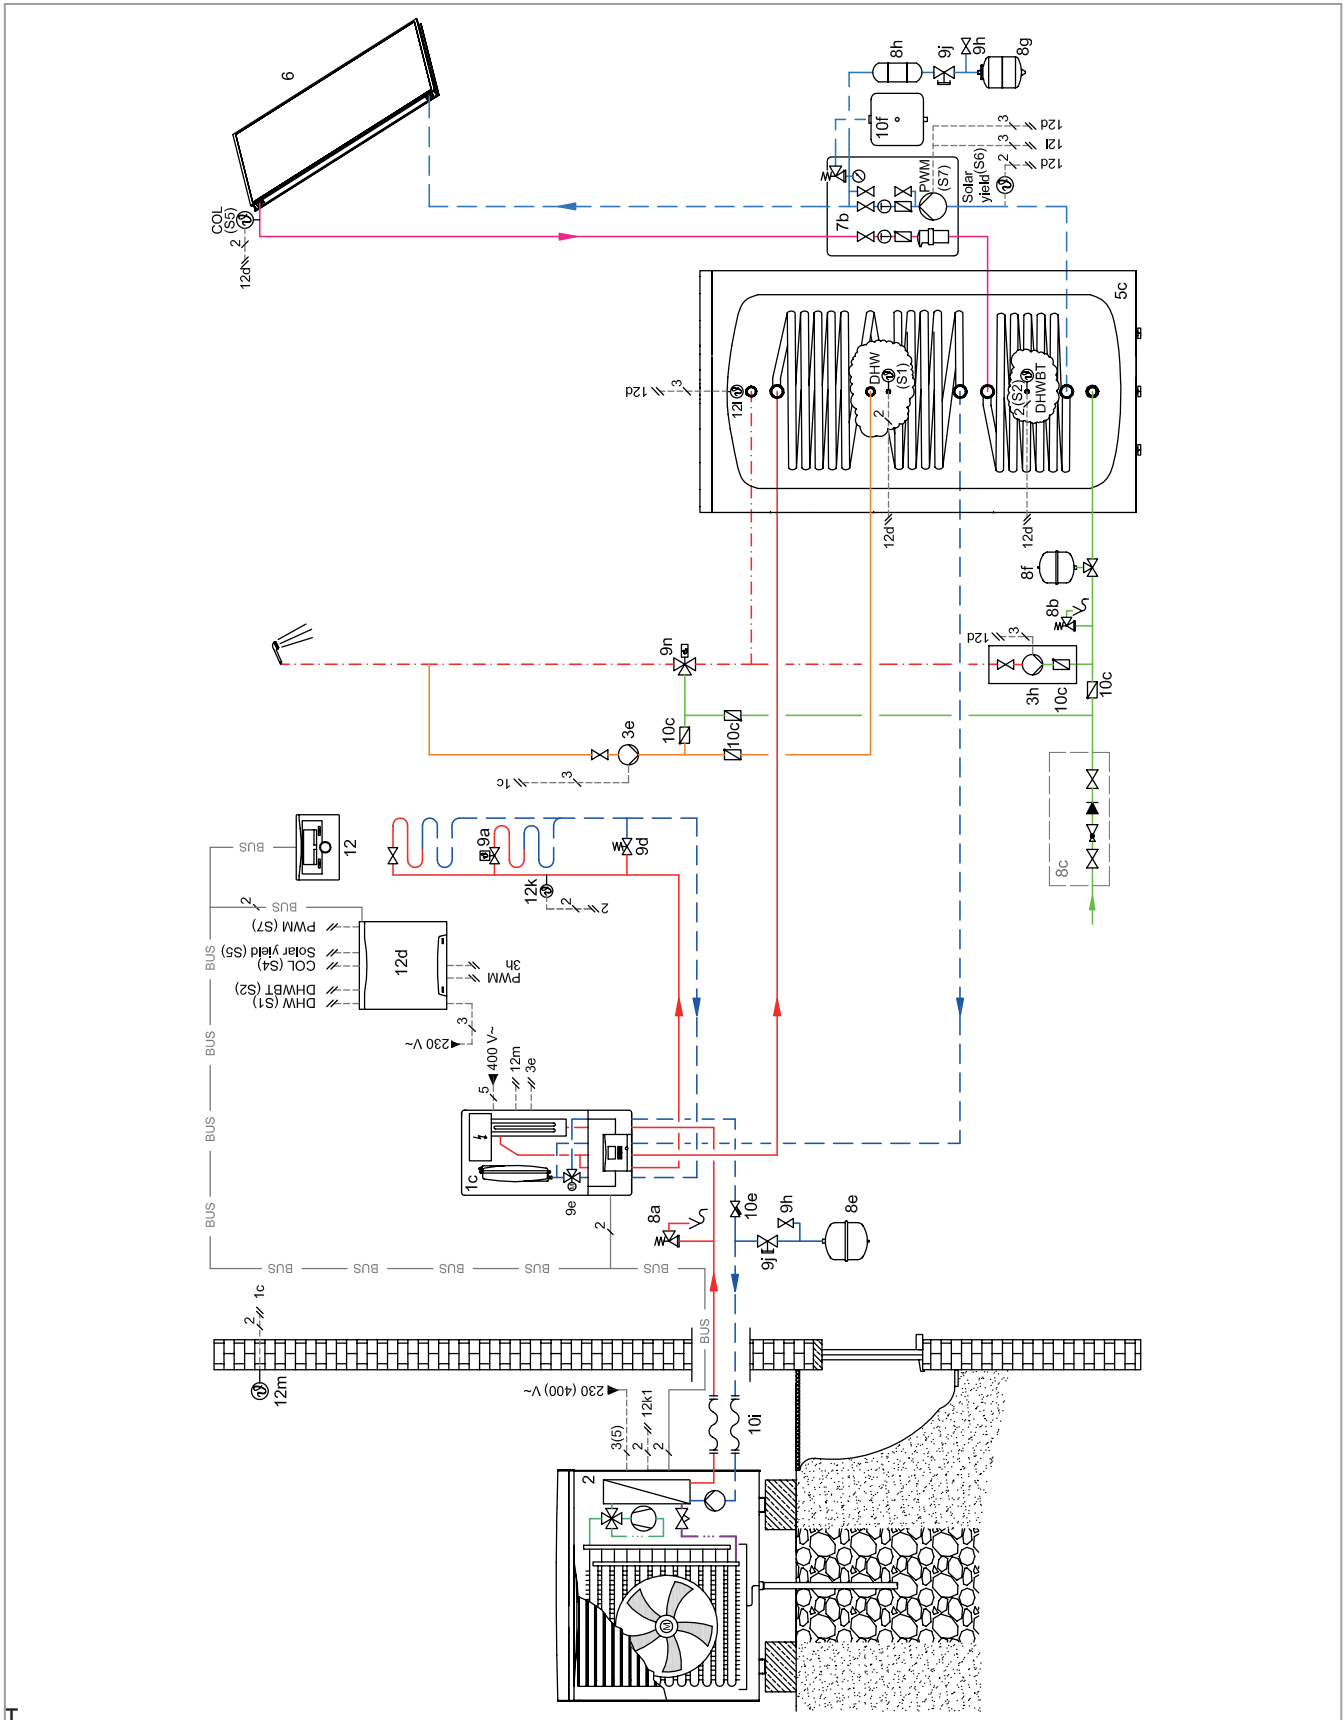 6
COL
(S5)
2
12d
8h
9j
9h
8g
10f
3
12d
3
12l
2
12d
PWM
(S7)
Solar
yield(S6)
7b
5c
12d
3
12l
DHW
(S1)
2
2(S2)
DHWBT
12d
12d
8f
8b
12d
3
3h
10c
10c
9n
10c
10c
3e
1c
3
8c
BUS
12
9a
9d
12k
2
2
2
BUS
PWM (S7)
Solar yield (S5)
COL (S4)
DHWBT (S2)
DHW (S1)
12d
3h
PWM
3
230 V~
BUS
BUS
BUS
BUS
5
400 V~
12m
3e
1c
9e
2
8a
10e
9h
8e
9j
BUS
BUS
BUS
BUS
BUS
BUS
2
1c
12m
230 (400) V~
3(5)
12k1
2
2
10i
2
M
M
T